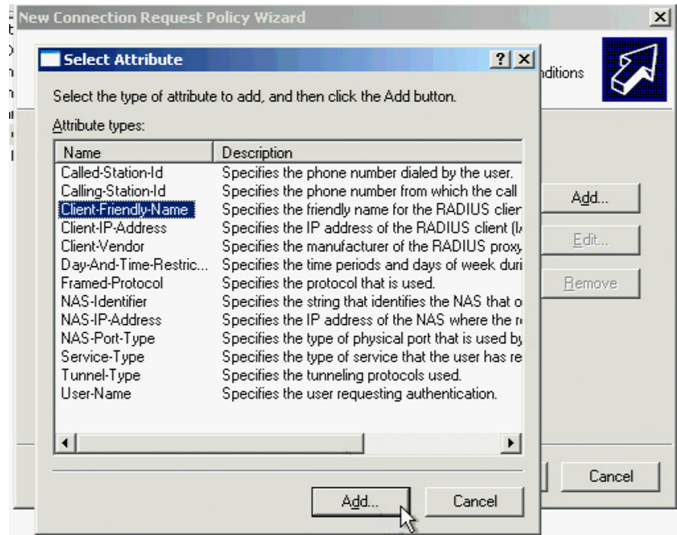 New Connection Request Policy Wizard
Select Attribute
nditions
Select the type of attribute to add, and then click the Add button.
Attribute types:
Name Description
Called-Station-Id Specifies the phone number dialed by the user.
Calling-Station-Id Specifies the phone number from which the call
Client-Friendly-Name Specifies the friendly name for the RADIUS clier
Client-IP-Address Specifies the IP address of the RADIUS client (I
Client-Vendor Specifies the manufacturer of the RADIUS proxy
Day-And-Time-Restric... Specifies the time periods and days of week duri
Framed-Protocol Specifies the protocol that is used.
NAS-Identifier Specifies the string that identifies the NAS that o
NAS-IP-Address Specifies the IP address of the NAS where the r
NAS-Port-Type Specifies the type of physical port that is used by
Service-Type Specifies the type of service that the user has re
Tunnel-Type Specifies the tunneling protocols used.
User-Name Specifies the user requesting authentication.
Add...
Edit...
Remove
Add...
Cancel
Cancel